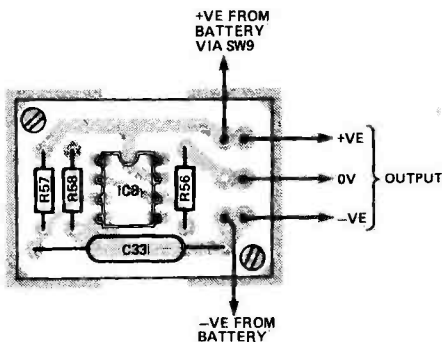 +VE FROM
BATTERY
VIA SW9
+VE
0V
OUTPUT
−VE
R57
R58
IC8
R56
C33
−VE FROM
BATTERY